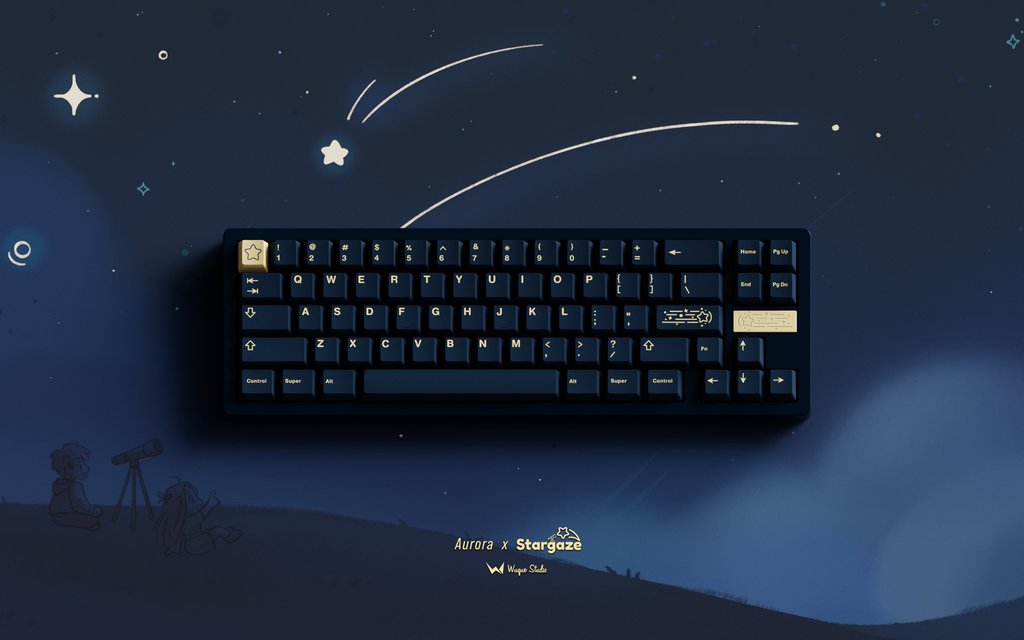 ! @ # $ % ^ & * ( ) _ + ←
1 2 3 4 5 6 7 8 9 0 - =
Home Pg Up
Q W E R T Y U I O P { } |
[ ] \
End Pg Dn
A S D F G H J K L : "
; '
Z X C V B N M < > ? Fn ↑
, . /
Control Super Alt Alt Super Control ← ↓ →
Aurora x Stargaze
Wuque Studio